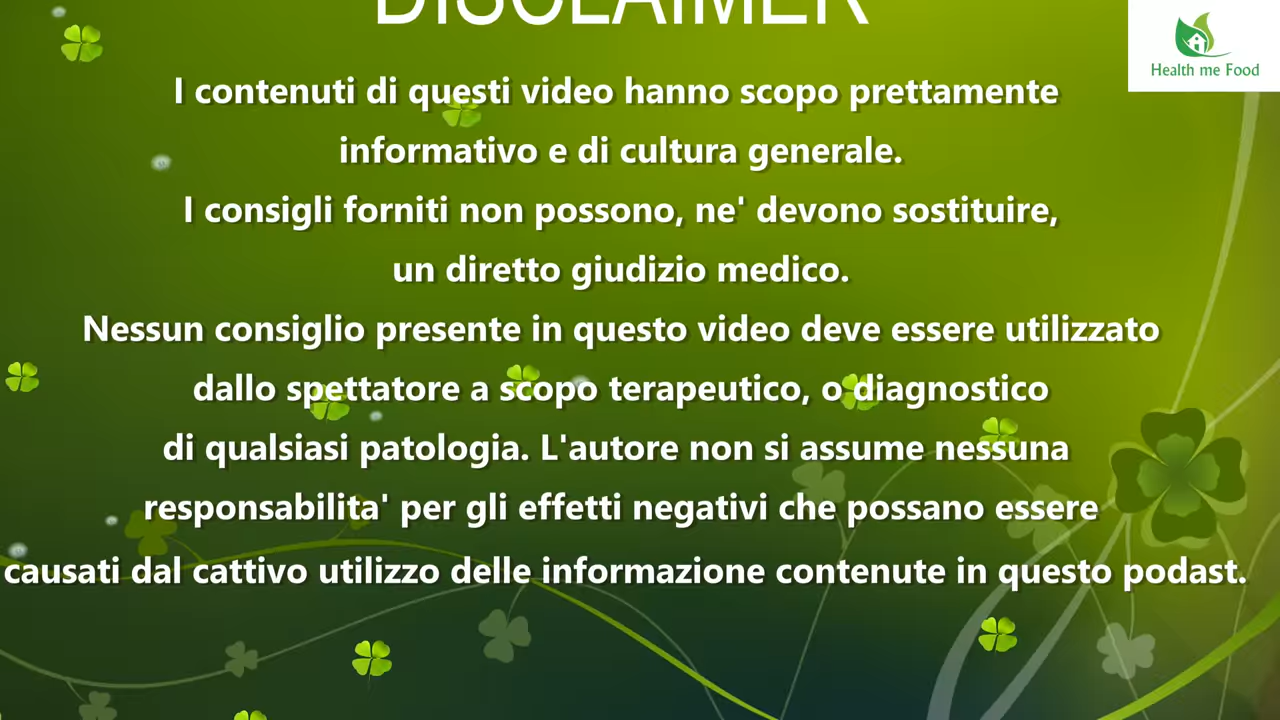 DISCLAIMER
Health me Food
I contenuti di questi video hanno scopo prettamente
informativo e di cultura generale.
I consigli forniti non possono, ne' devono sostituire,
un diretto giudizio medico.
Nessun consiglio presente in questo video deve essere utilizzato
dallo spettatore a scopo terapeutico, o diagnostico
di qualsiasi patologia. L'autore non si assume nessuna
responsabilita' per gli effetti negativi che possano essere
causati dal cattivo utilizzo delle informazione contenute in questo podast.